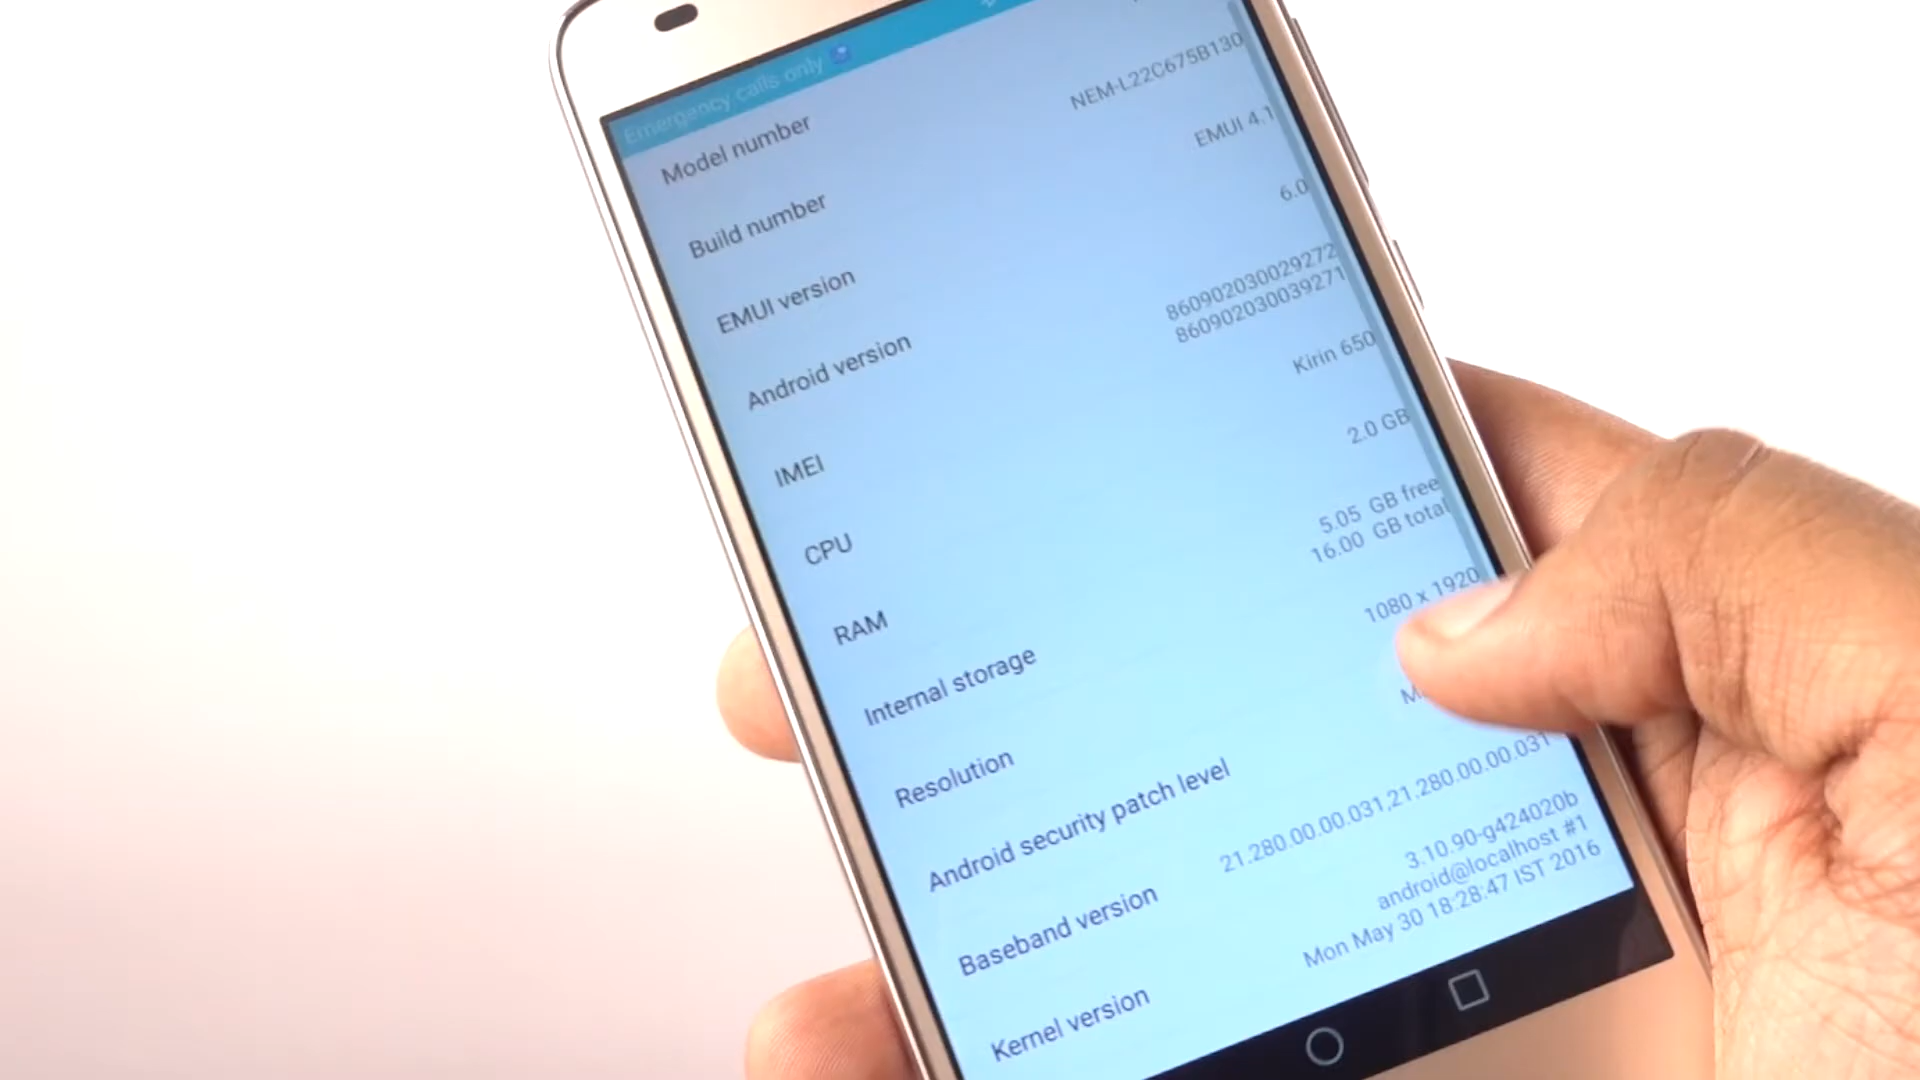 Emergency calls only
Model number
Build number NEM-L22C675B130
EMUI version EMUI 4.1
Android version 6.0
IMEI 860902030029272
860902030039271
CPU Kirin 650
RAM 2.0 GB
Internal storage 5.05 GB free
16.00 GB total
Resolution 1080 x 1920
Android security patch level
Baseband version 21.280.00.00.031,21.280.00.00.031
Kernel version 3.10.90-g424020b
android@localhost #1
Mon May 30 18:28:47 IST 2016